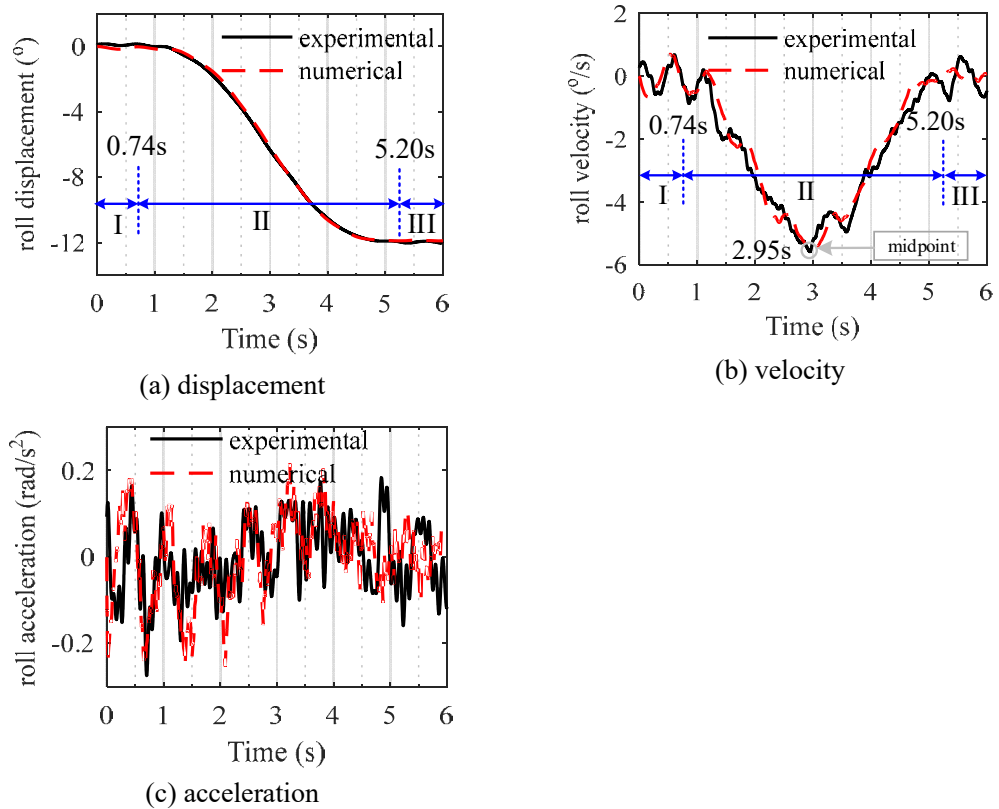 experimental
numerical
0.74s
5.20s
I
II
III
0
-4
-8
-12
0
1
2
3
4
5
6
roll displacement (⁰)
Time (s)
(a) displacement
experimental
numerical
0.74s
5.20s
I
II
III
2.95s
midpoint
2
0
-2
-4
-6
0
1
2
3
4
5
6
roll velocity (⁰/s)
Time (s)
(b) velocity
experimental
numerical
0.2
0
-0.2
0
1
2
3
4
5
6
roll acceleration (rad/s²)
Time (s)
(c) acceleration